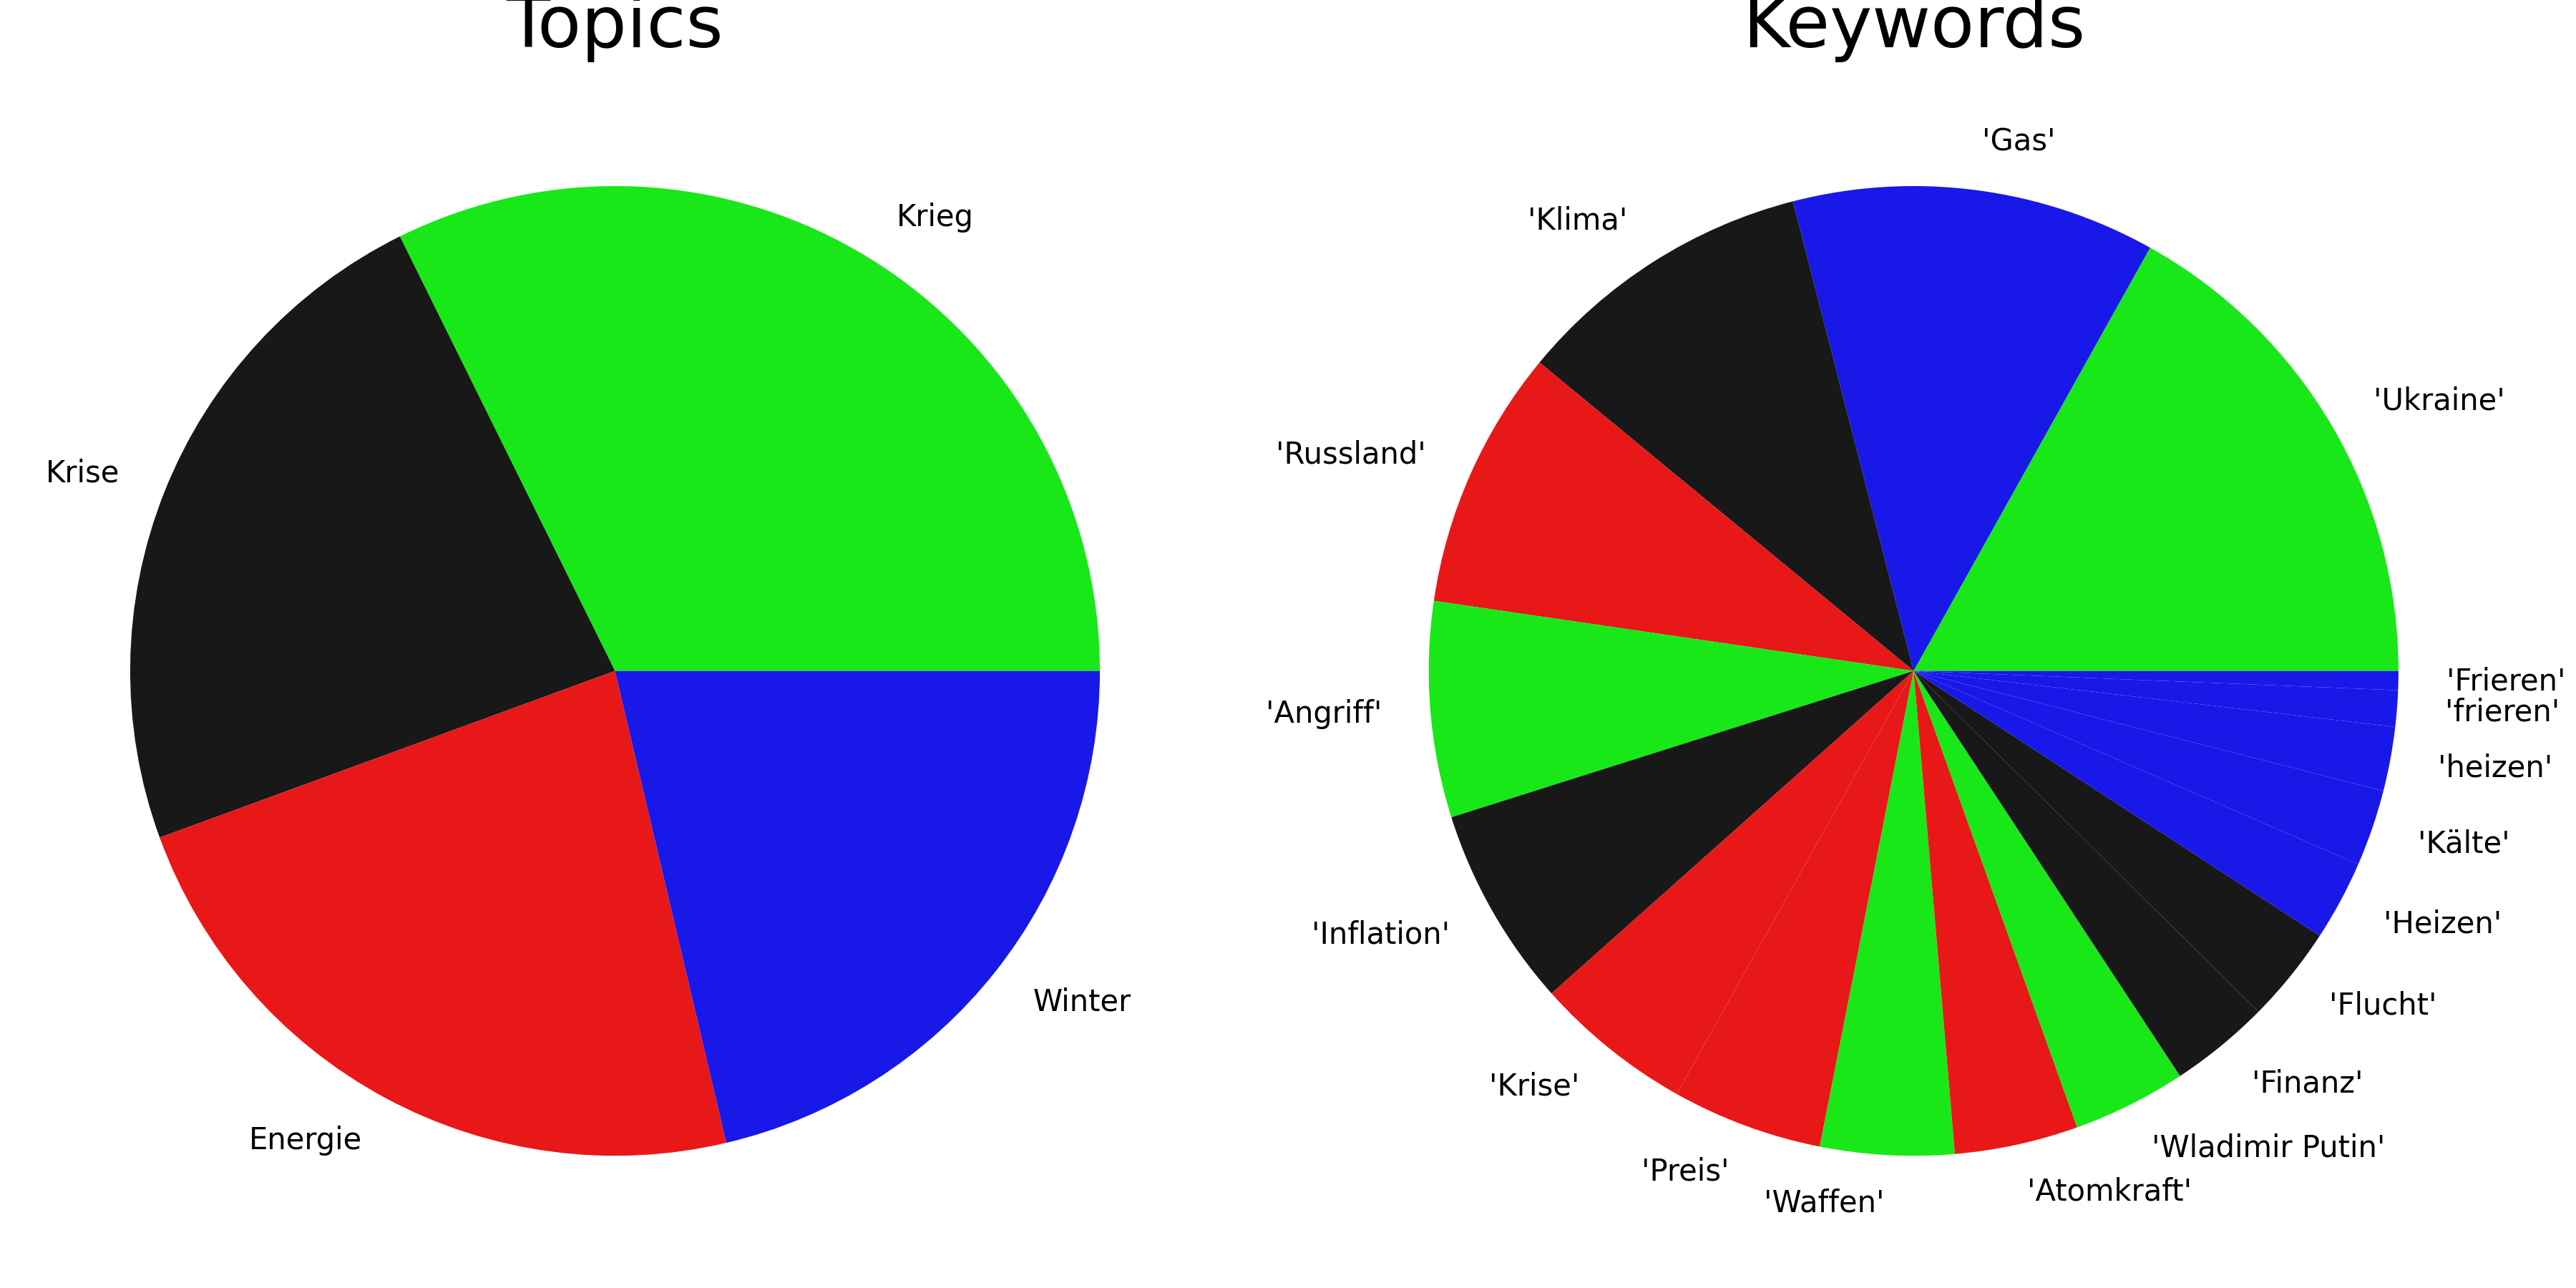 Topics
Krieg
Krise
Energie
Winter
Keywords
'Gas'
'Klima'
'Ukraine'
'Russland'
'Angriff'
'Inflation'
'Krise'
'Preis'
'Waffen'
'Atomkraft'
'Wladimir Putin'
'Finanz'
'Flucht'
'Heizen'
'Kälte'
'heizen'
'frieren'
'Frieren'